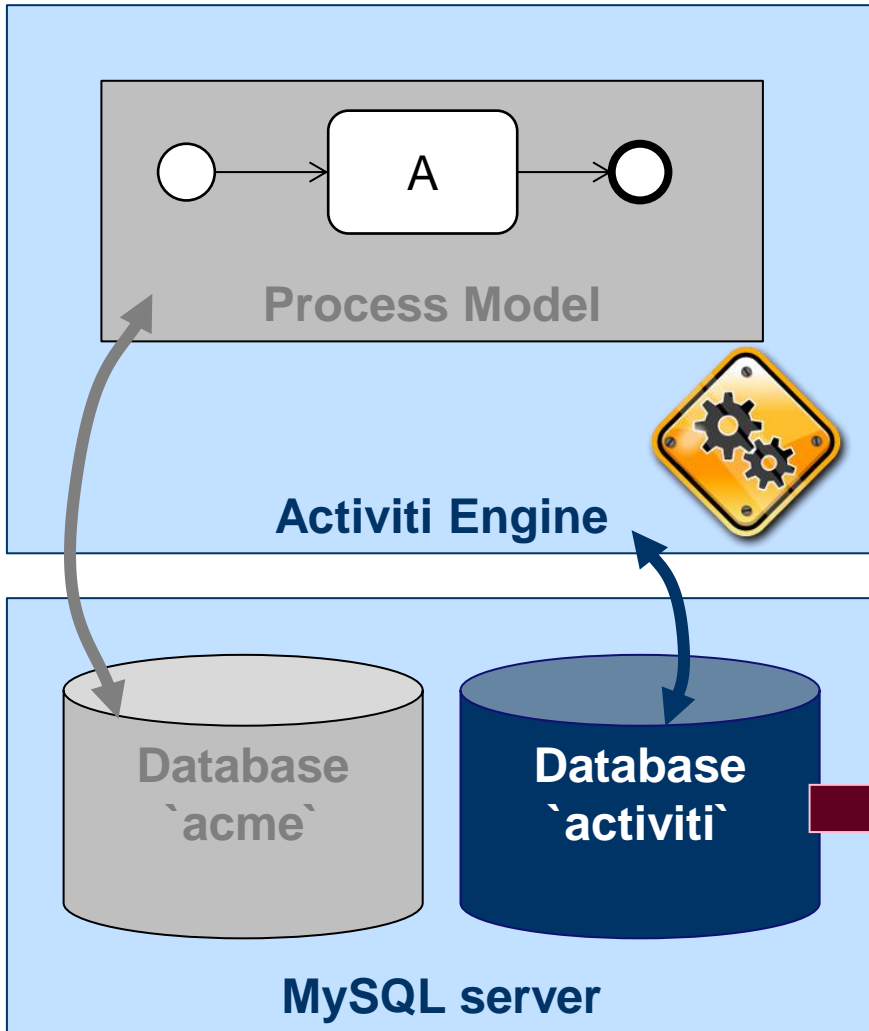 A
Process Model
Activiti Engine
Database
`acme`
Database
`activiti`
MySQL server